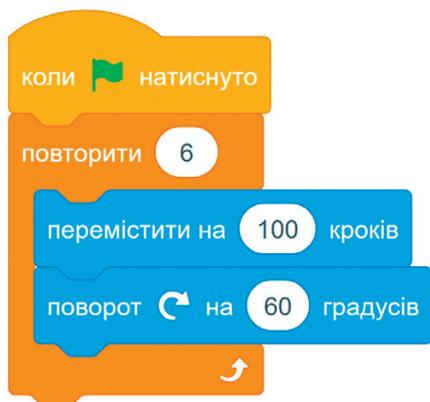 коли натиснуто
повторити 6
перемістити на 100 кроків
поворот на 60 градусів